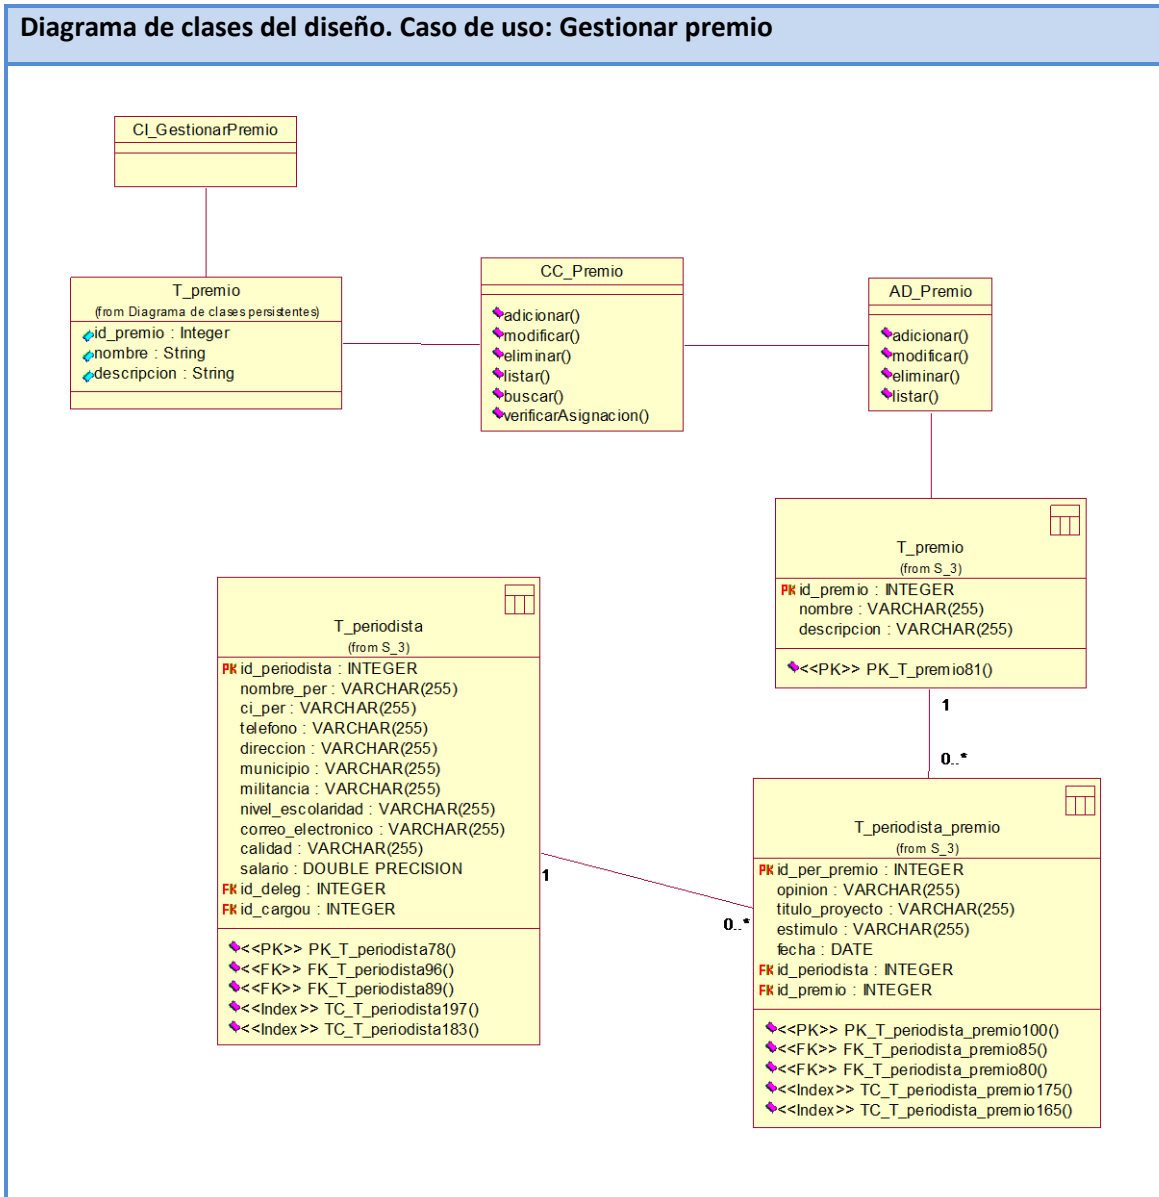 Diagrama de clases del diseño. Caso de uso: Gestionar premio
CI_GestionarPremio
T_premio
(from Diagrama de clases persistentes)
id_premio : Integer
nombre : String
descripcion : String
CC_Premio
adicionar()
modificar()
eliminar()
listar()
buscar()
verificarAsignacion()
AD_Premio
adicionar()
modificar()
eliminar()
listar()
T_premio
(from S_3)
PK id_premio : INTEGER
nombre : VARCHAR(255)
descripcion : VARCHAR(255)
<<PK>> PK_T_premio81()
1
0..*
T_periodista
(from S_3)
PK id_periodista : INTEGER
nombre_per : VARCHAR(255)
ci_per : VARCHAR(255)
telefono : VARCHAR(255)
direccion : VARCHAR(255)
municipio : VARCHAR(255)
militancia : VARCHAR(255)
nivel_escolaridad : VARCHAR(255)
correo_electronico : VARCHAR(255)
calidad : VARCHAR(255)
salario : DOUBLE PRECISION
FK id_deleg : INTEGER
FK id_cargou : INTEGER
<<PK>> PK_T_periodista78()
<<FK>> FK_T_periodista96()
<<FK>> FK_T_periodista89()
<<Index>> TC_T_periodista197()
<<Index>> TC_T_periodista183()
1
0..*
T_periodista_premio
(from S_3)
PK id_per_premio : INTEGER
opinion : VARCHAR(255)
titulo_proyecto : VARCHAR(255)
estimulo : VARCHAR(255)
fecha : DATE
FK id_periodista : INTEGER
FK id_premio : INTEGER
<<PK>> PK_T_periodista_premio100()
<<FK>> FK_T_periodista_premio85()
<<FK>> FK_T_periodista_premio80()
<<Index>> TC_T_periodista_premio175()
<<Index>> TC_T_periodista_premio165()